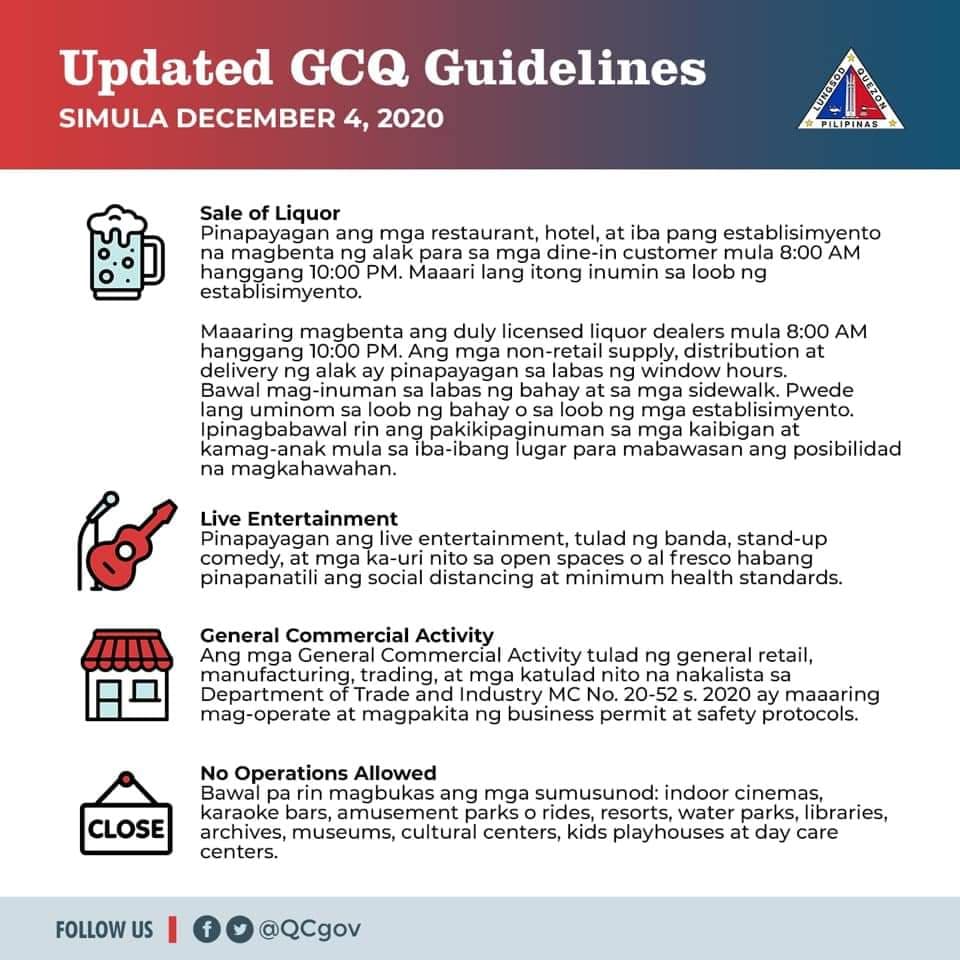 Updated GCQ Guidelines
SIMULA DECEMBER 4, 2020
LUNGSOD QUEZON
PILIPINAS
Sale of Liquor
Pinapayagan ang mga restaurant, hotel, at iba pang establisimyento
na magbenta ng alak para sa mga dine-in customer mula 8:00 AM
hanggang 10:00 PM. Maaari lang itong inumin sa loob ng
establisimyento.
Maaaring magbenta ang duly licensed liquor dealers mula 8:00 AM
hanggang 10:00 PM. Ang mga non-retail supply, distribution at
delivery ng alak ay pinapayagan sa labas ng window hours.
Bawal mag-inuman sa labas ng bahay at sa mga sidewalk. Pwede
lang uminom sa loob ng bahay o sa loob ng mga establisimyento.
Ipinagbabawal rin ang pakikipaginuman sa mga kaibigan at
kamag-anak mula sa iba-ibang lugar para mabawasan ang posibilidad
na magkahawahan.
Live Entertainment
Pinapayagan ang live entertainment, tulad ng banda, stand-up
comedy, at mga ka-uri nito sa open spaces o al fresco habang
pinapanatili ang social distancing at minimum health standards.
General Commercial Activity
Ang mga General Commercial Activity tulad ng general retail,
manufacturing, trading, at mga katulad nito na nakalista sa
Department of Trade and Industry MC No. 20-52 s. 2020 ay maaaring
mag-operate at magpakita ng business permit at safety protocols.
CLOSE
No Operations Allowed
Bawal pa rin magbukas ang mga sumusunod: indoor cinemas,
karaoke bars, amusement parks o rides, resorts, water parks, libraries,
archives, museums, cultural centers, kids playhouses at day care
centers.
FOLLOW US @QCgov